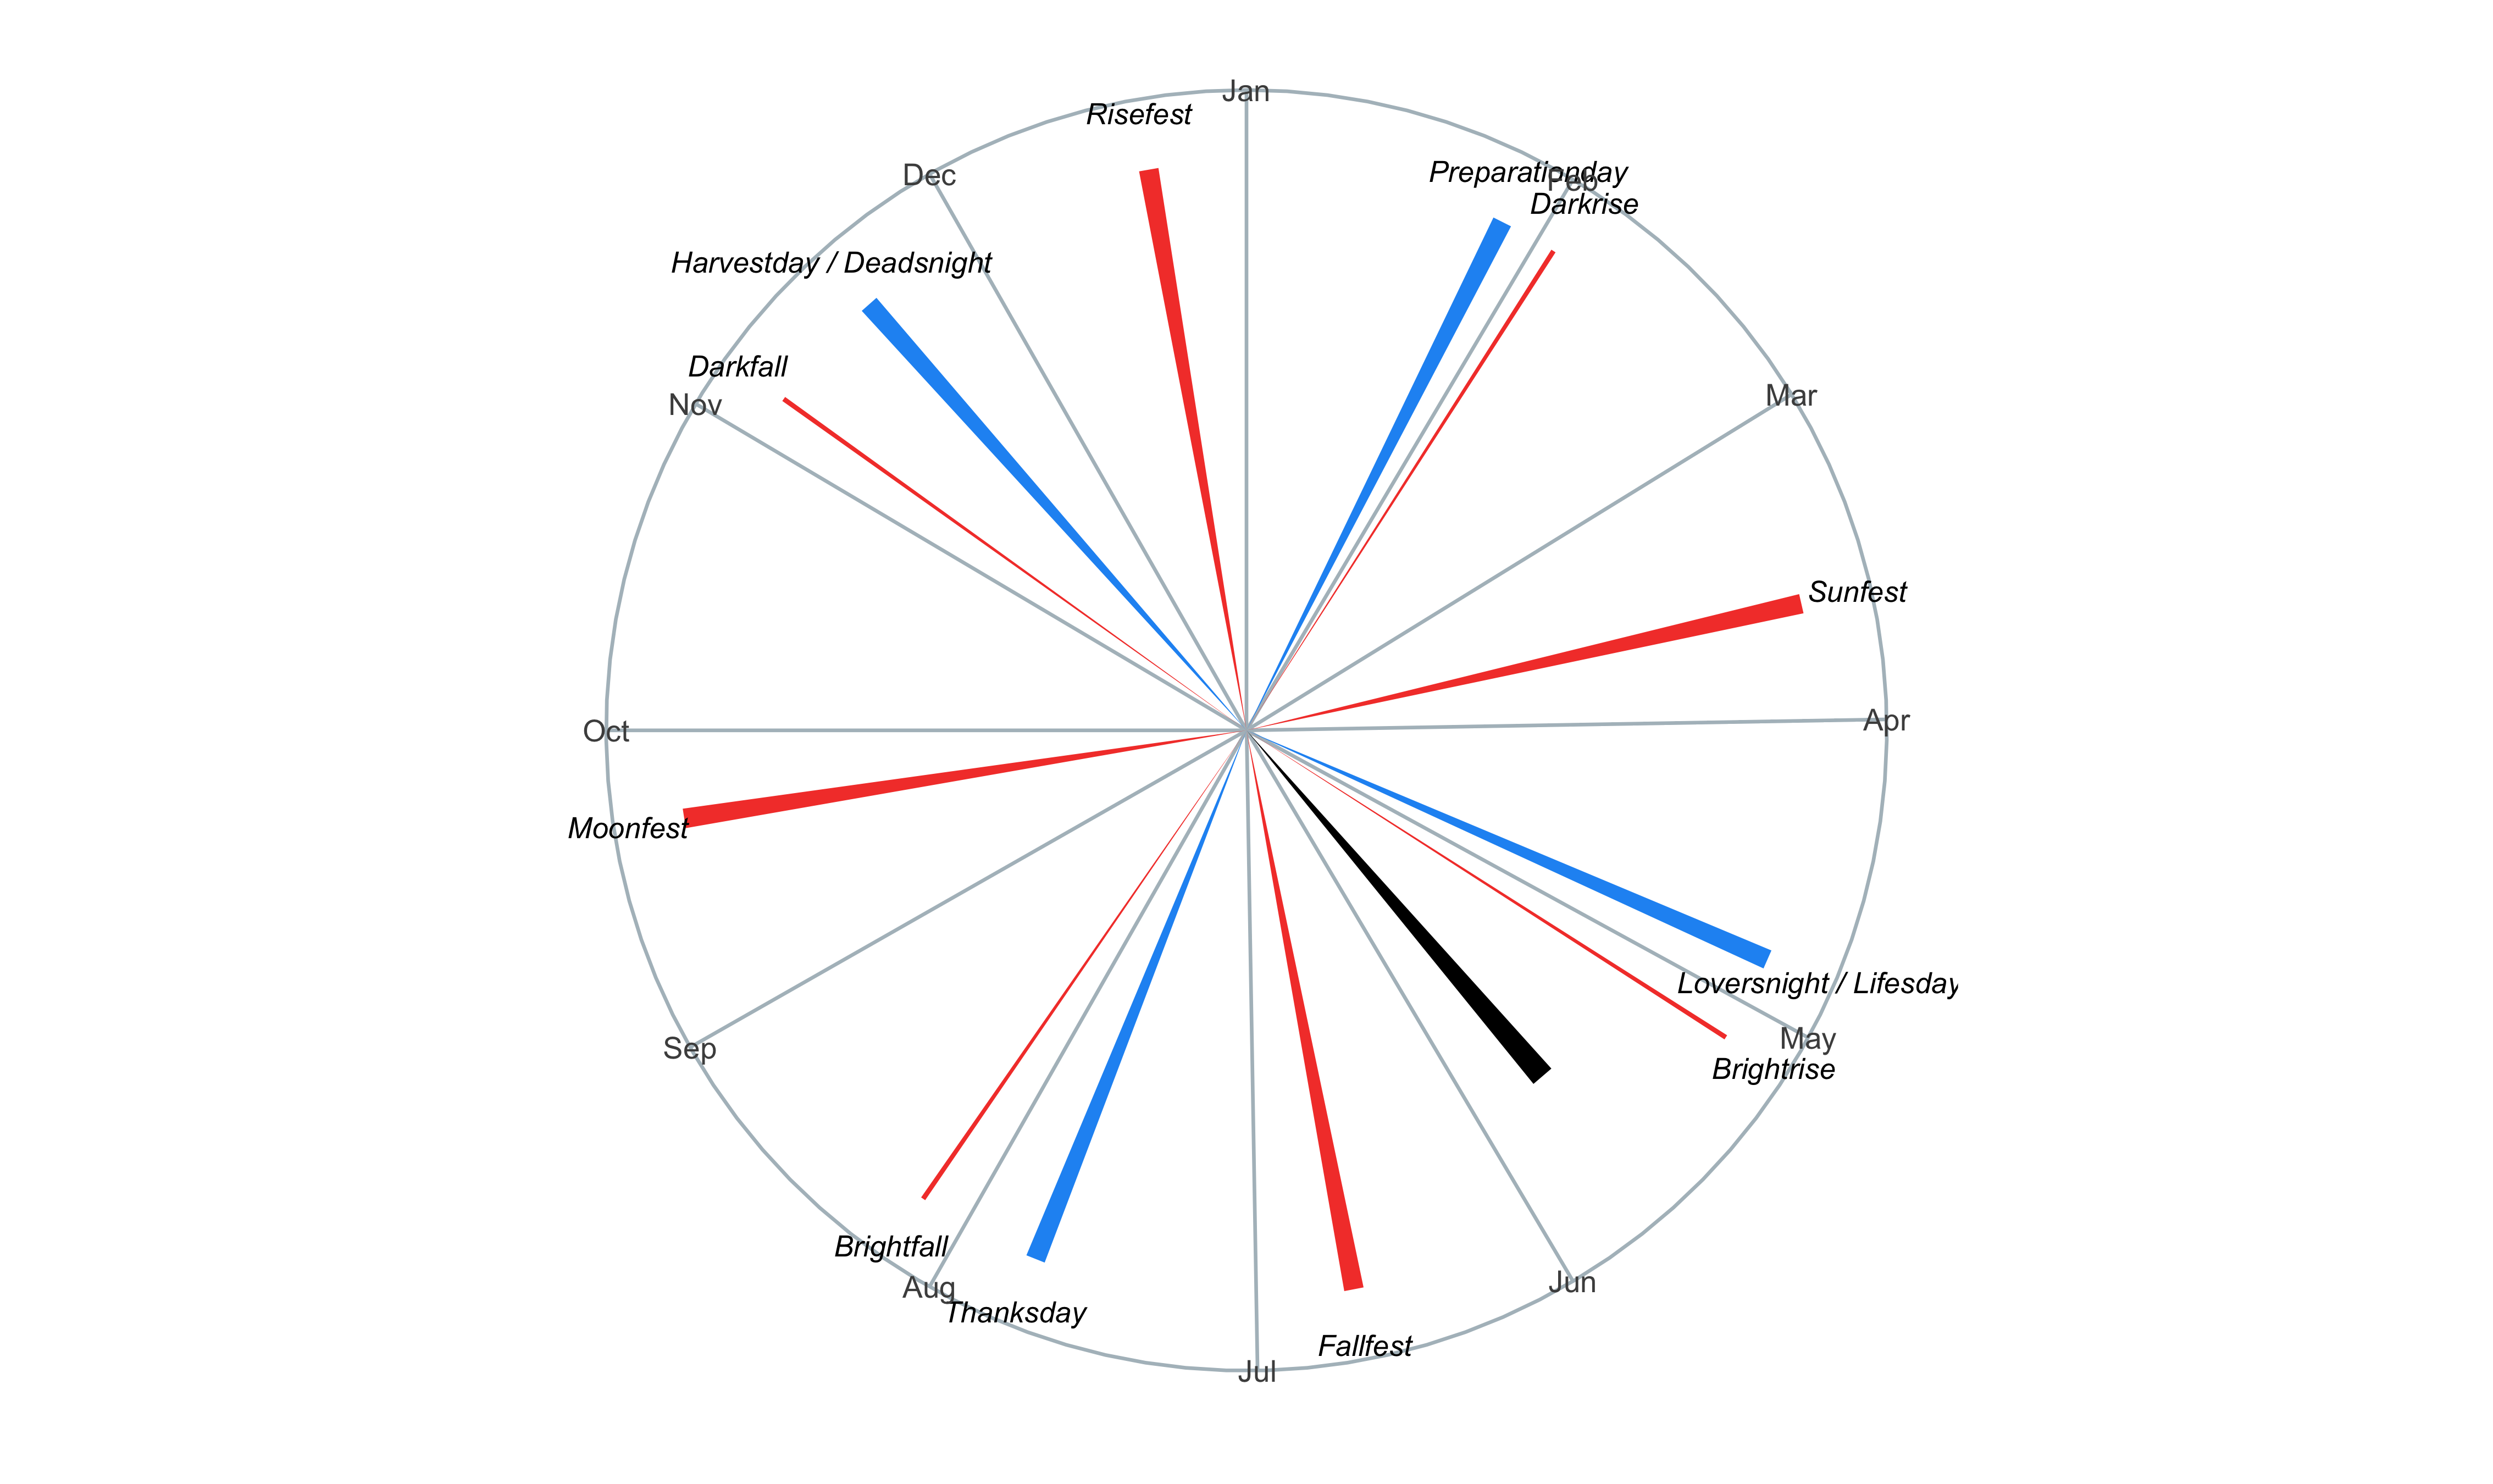 Jan
Risefest
Preparationday
Dec
Feb
Darkrise
Harvestday / Deadsnight
Darkfall
Mar
Nov
Sunfest
Apr
Oct
Moonfest
Loversnight / Lifesday
May
Sep
Brightrise
Brightfall
Jun
Aug
Thanksday
Fallfest
Jul